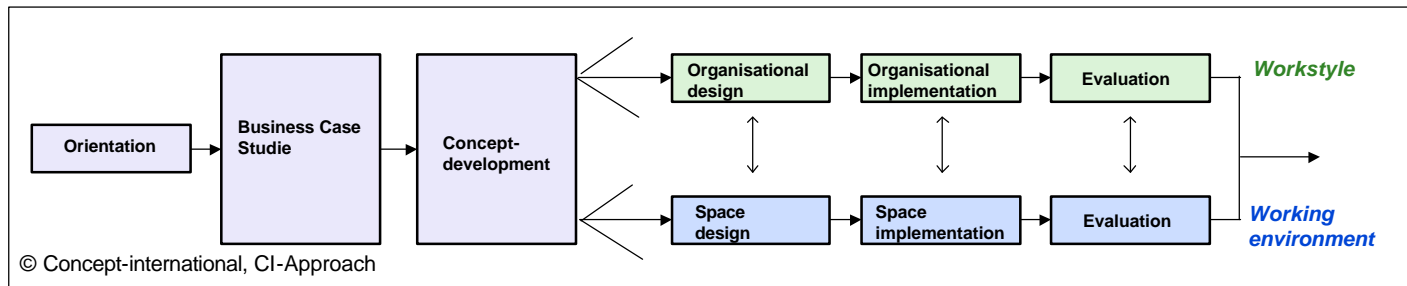 Orientation
Business Case
Studie
Concept-
development
Organisational
design
Organisational
implementation
Evaluation
Workstyle
Space
design
Space
implementation
Evaluation
Working
environment
© Concept-international, CI-Approach